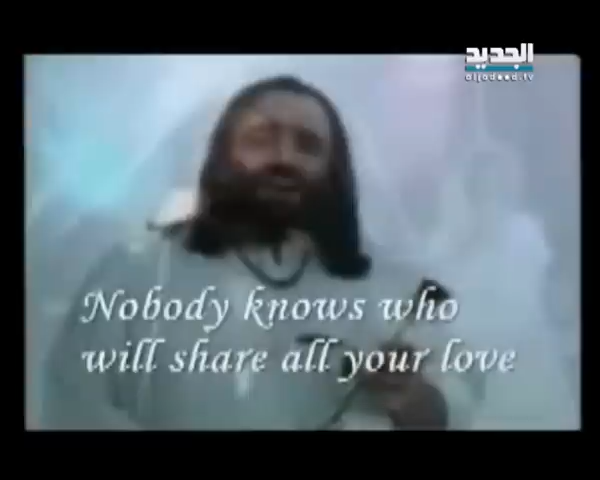 الجديد
aljadeed.tv
Nobody knows who
will share all your love